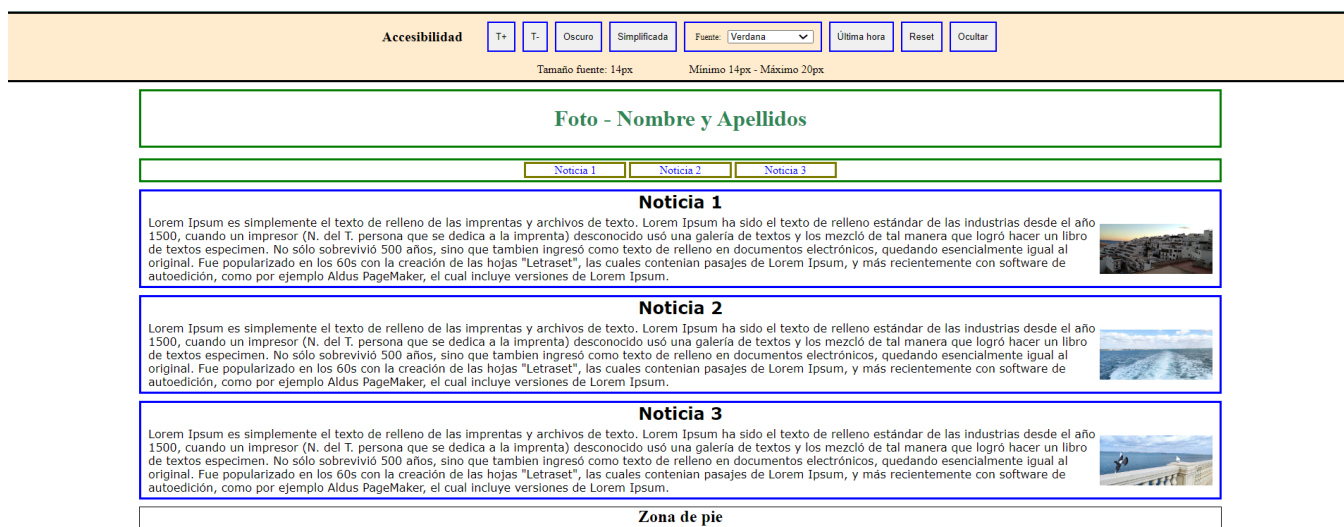 Accesibilidad T+ T- Oscuro Simplificada Fuente: Verdana Última hora Reset Ocultar
Tamaño fuente: 14px Mínimo 14px - Máximo 20px
Foto - Nombre y Apellidos
Noticia 1 Noticia 2 Noticia 3
Noticia 1
Lorem Ipsum es simplemente el texto de relleno de las imprentas y archivos de texto. Lorem Ipsum ha sido el texto de relleno estándar de las industrias desde el año
1500, cuando un impresor (N. del T. persona que se dedica a la imprenta) desconocido usó una galería de textos y los mezcló de tal manera que logró hacer un libro
de textos especimen. No sólo sobrevivió 500 años, sino que tambien ingresó como texto de relleno en documentos electrónicos, quedando esencialmente igual al
original. Fue popularizado en los 60s con la creación de las hojas "Letraset", las cuales contenian pasajes de Lorem Ipsum, y más recientemente con software de
autoedición, como por ejemplo Aldus PageMaker, el cual incluye versiones de Lorem Ipsum.
Noticia 2
Lorem Ipsum es simplemente el texto de relleno de las imprentas y archivos de texto. Lorem Ipsum ha sido el texto de relleno estándar de las industrias desde el año
1500, cuando un impresor (N. del T. persona que se dedica a la imprenta) desconocido usó una galería de textos y los mezcló de tal manera que logró hacer un libro
de textos especimen. No sólo sobrevivió 500 años, sino que tambien ingresó como texto de relleno en documentos electrónicos, quedando esencialmente igual al
original. Fue popularizado en los 60s con la creación de las hojas "Letraset", las cuales contenian pasajes de Lorem Ipsum, y más recientemente con software de
autoedición, como por ejemplo Aldus PageMaker, el cual incluye versiones de Lorem Ipsum.
Noticia 3
Lorem Ipsum es simplemente el texto de relleno de las imprentas y archivos de texto. Lorem Ipsum ha sido el texto de relleno estándar de las industrias desde el año
1500, cuando un impresor (N. del T. persona que se dedica a la imprenta) desconocido usó una galería de textos y los mezcló de tal manera que logró hacer un libro
de textos especimen. No sólo sobrevivió 500 años, sino que tambien ingresó como texto de relleno en documentos electrónicos, quedando esencialmente igual al
original. Fue popularizado en los 60s con la creación de las hojas "Letraset", las cuales contenian pasajes de Lorem Ipsum, y más recientemente con software de
autoedición, como por ejemplo Aldus PageMaker, el cual incluye versiones de Lorem Ipsum.
Zona de pie